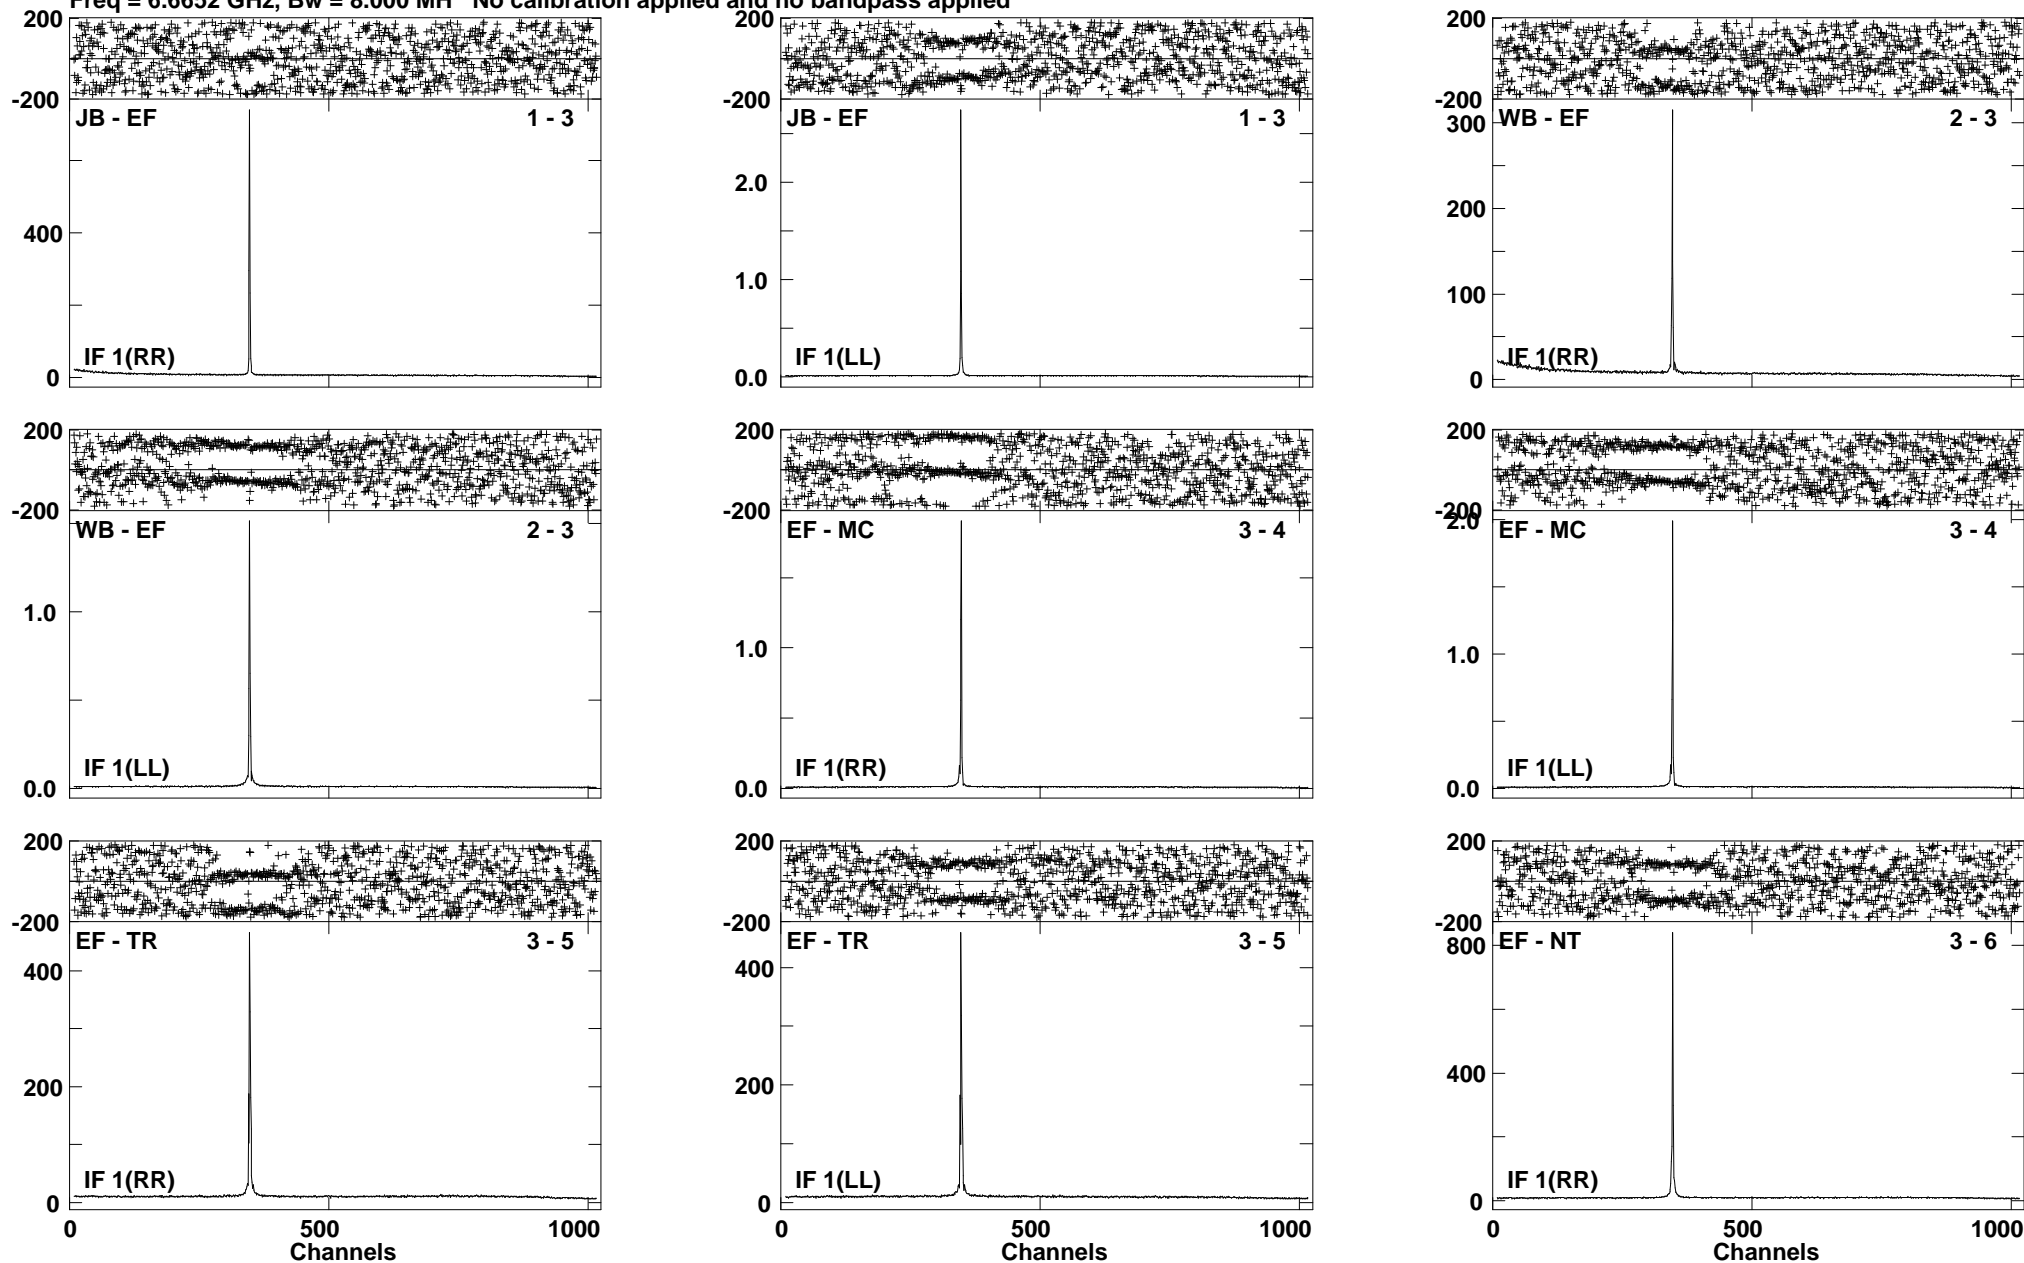 Freq = 6.6652 GHz, Bw = 8.000 MH No calibration applied and no bandpass applied
200 200 200
-200 -200 -200
JB - EF 1 - 3 JB - EF 1 - 3 WB - EF 2 - 3
300
2.0
400 200
1.0
100
IF 1(RR) IF 1(LL) IF 1(RR)
0 0.0 0
200 200 200
-200 -200 -200
2.0
WB - EF 2 - 3 EF - MC 3 - 4 EF - MC 3 - 4
1.0 1.0 1.0
IF 1(LL) IF 1(RR) IF 1(LL)
0.0 0.0 0.0
200 200 200
-200 -200 -200
EF - TR 3 - 5 EF - TR 3 - 5 EF - NT 3 - 6
800
400 400
400
200 200
IF 1(RR) IF 1(LL) IF 1(RR)
0 0 0
0 500 1000 0 500 1000 0 500 1000
Channels Channels Channels